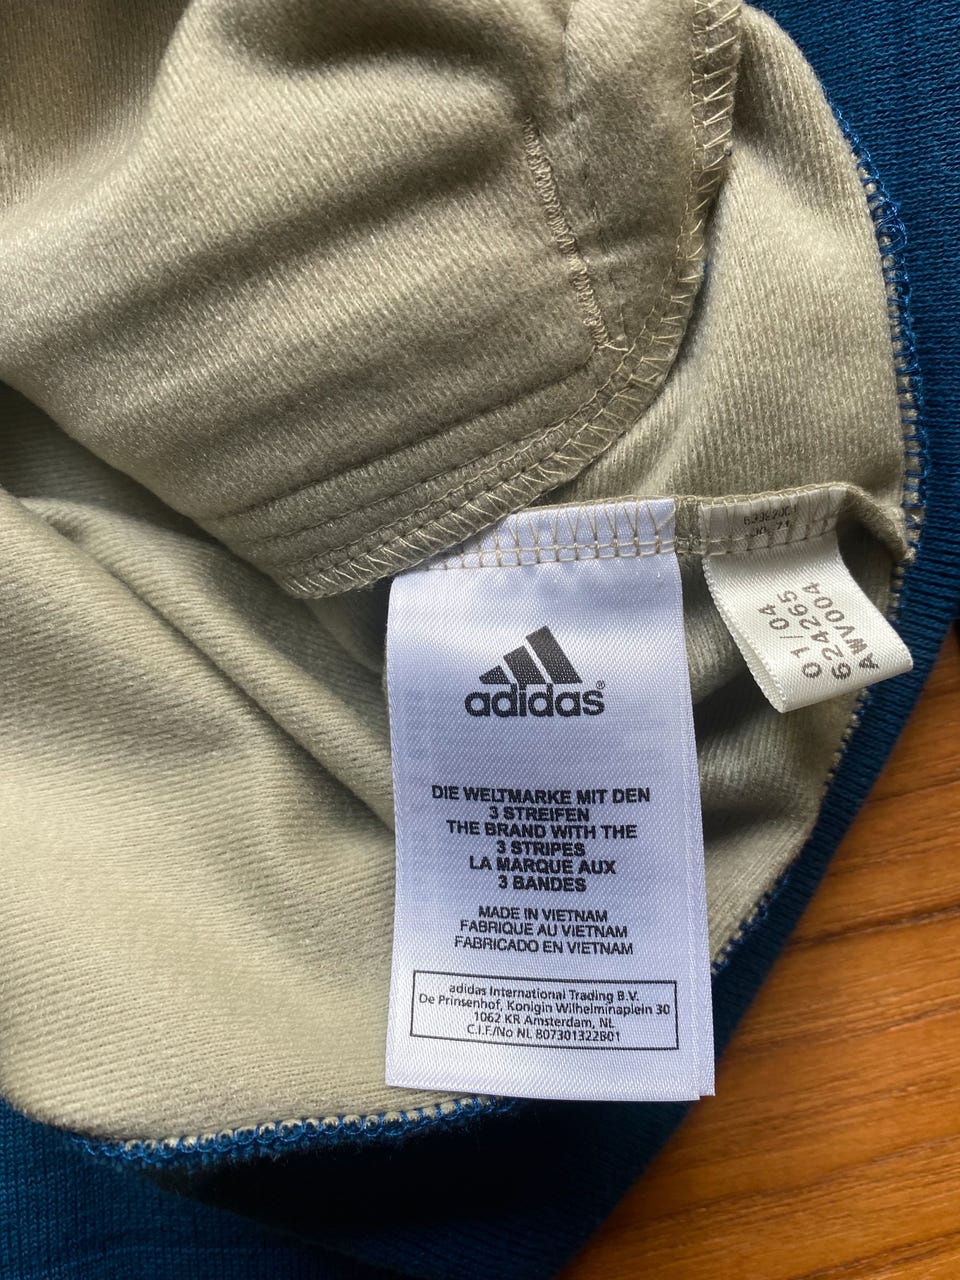 adidas®
DIE WELTMARKE MIT DEN
3 STREIFEN
THE BRAND WITH THE
3 STRIPES
LA MARQUE AUX
3 BANDES
MADE IN VIETNAM
FABRIQUE AU VIETNAM
FABRICADO EN VIETNAM
adidas International Trading B.V.
De Prinsenhof, Konigin Wilhelminaplein 30
1062 KR Amsterdam, NL
C.I.F./No NL 807301322B01
01/04
624265
AWV004